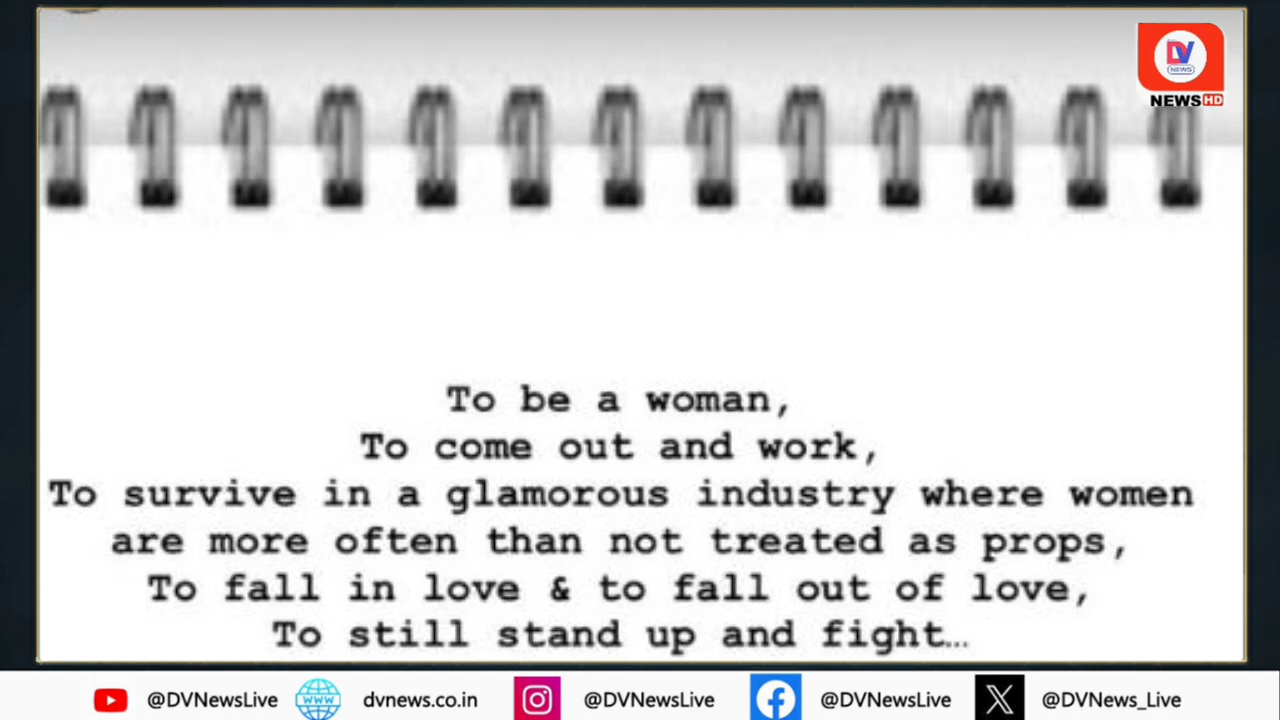 DV
NEWS
NEWS HD
To be a woman,
To come out and work,
To survive in a glamorous industry where women
are more often than not treated as props,
To fall in love & to fall out of love,
To still stand up and fight…
@DVNewsLive
www
dvnews.co.in
@DVNewsLive
@DVNewsLive
@DVNews_Live